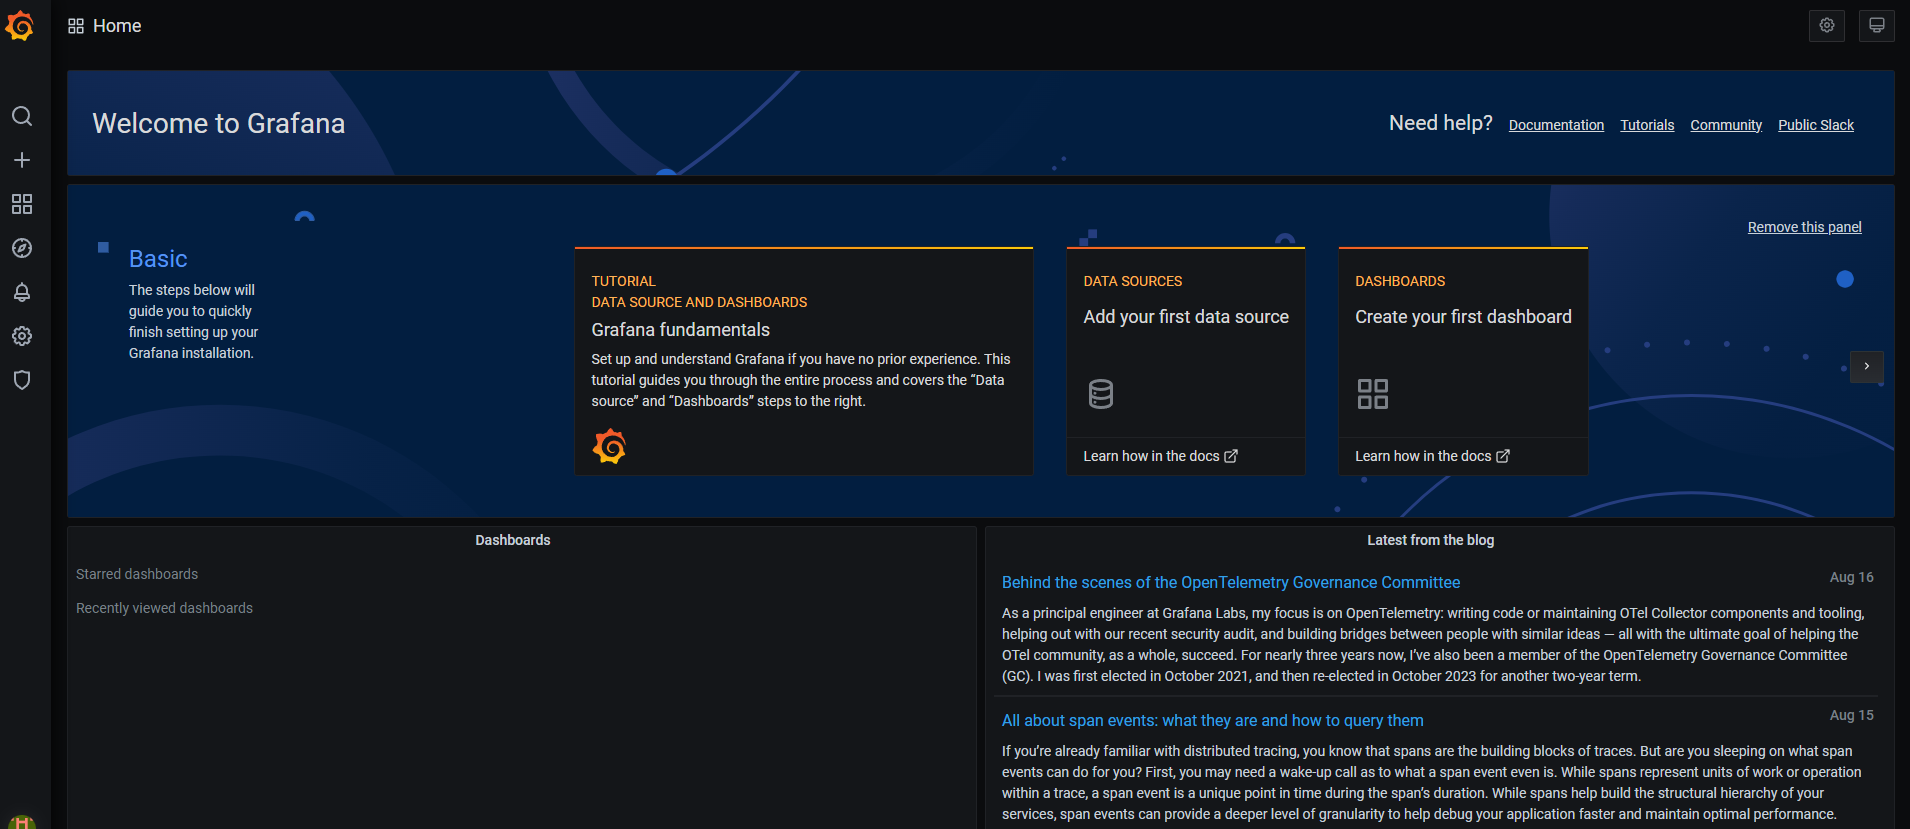 Home
Welcome to Grafana
Need help? Documentation Tutorials Community Public Slack
Remove this panel
Basic
The steps below will
guide you to quickly
finish setting up your
Grafana installation.
TUTORIAL
DATA SOURCE AND DASHBOARDS
Grafana fundamentals
Set up and understand Grafana if you have no prior experience. This
tutorial guides you through the entire process and covers the “Data
source” and “Dashboards” steps to the right.
DATA SOURCES
Add your first data source
Learn how in the docs
DASHBOARDS
Create your first dashboard
Learn how in the docs
Dashboards
Starred dashboards
Recently viewed dashboards
Latest from the blog
Behind the scenes of the OpenTelemetry Governance Committee
Aug 16
As a principal engineer at Grafana Labs, my focus is on OpenTelemetry: writing code or maintaining OTel Collector components and tooling,
helping out with our recent security audit, and building bridges between people with similar ideas — all with the ultimate goal of helping the
OTel community, as a whole, succeed. For nearly three years now, I’ve also been a member of the OpenTelemetry Governance Committee
(GC). I was first elected in October 2021, and then re-elected in October 2023 for another two-year term.
All about span events: what they are and how to query them
Aug 15
If you’re already familiar with distributed tracing, you know that spans are the building blocks of traces. But are you sleeping on what span
events can do for you? First, you may need a wake-up call as to what a span event even is. While spans represent units of work or operation
within a trace, a span event is a unique point in time during the span’s duration. While spans help build the structural hierarchy of your
services, span events can provide a deeper level of granularity to help debug your application faster and maintain optimal performance.